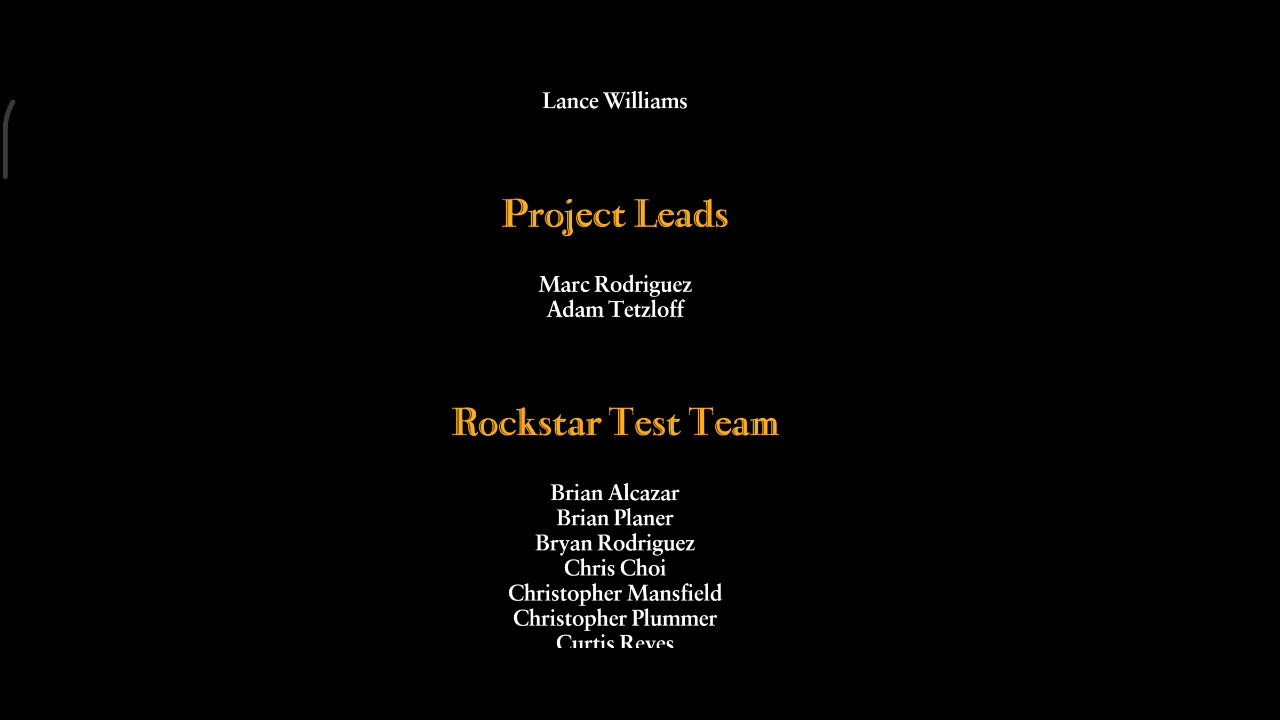 Lance Williams
Project Leads
Marc Rodriguez
Adam Tetzloff
Rockstar Test Team
Brian Alcazar
Brian Planer
Bryan Rodriguez
Chris Choi
Christopher Mansfield
Christopher Plummer
Curtis Reyes